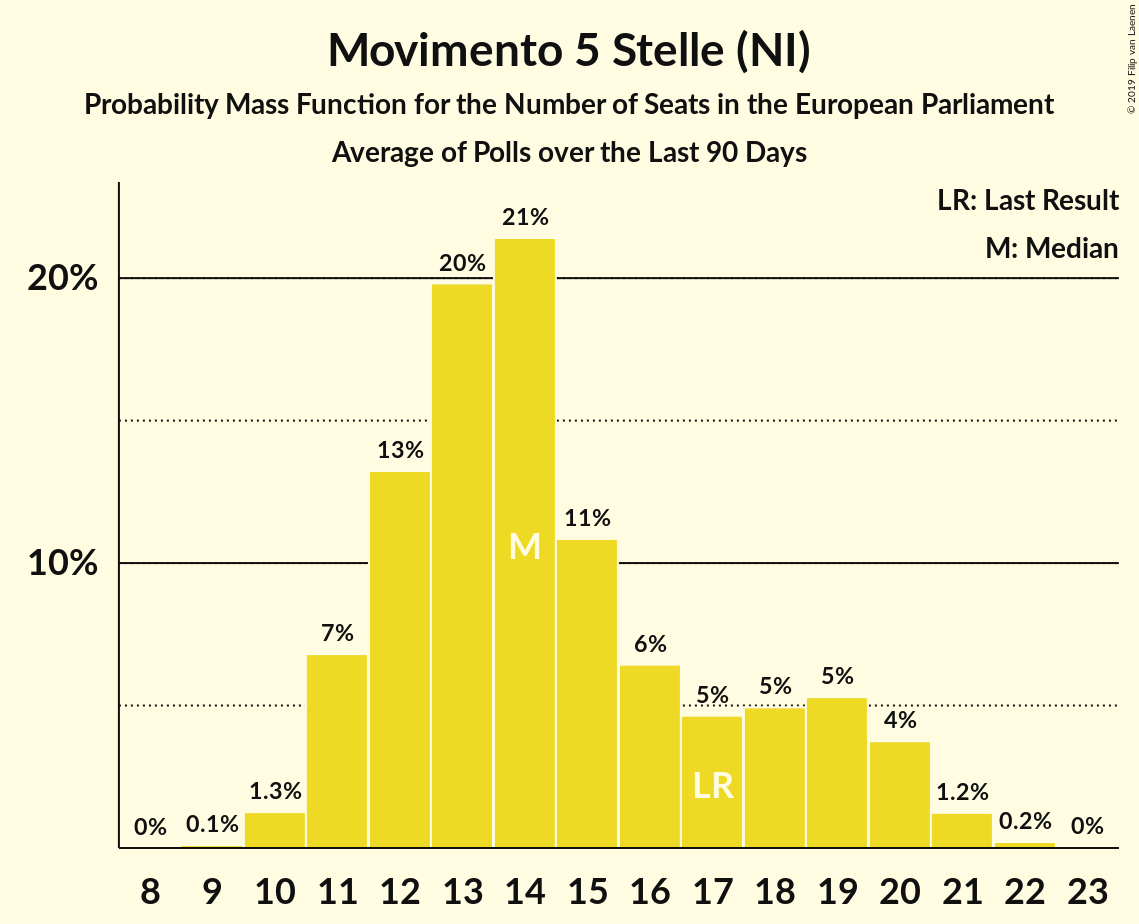 Movimento 5 Stelle (NI)
Probability Mass Function for the Number of Seats in the European Parliament
Average of Polls over the Last 90 Days
© 2019 Filip van Laenen
LR: Last Result
M: Median
20%
10%
0%
0.1%
1.3%
7%
13%
20%
21%
11%
6%
5%
5%
5%
4%
1.2%
0.2%
0%
M
LR
8 9 10 11 12 13 14 15 16 17 18 19 20 21 22 23